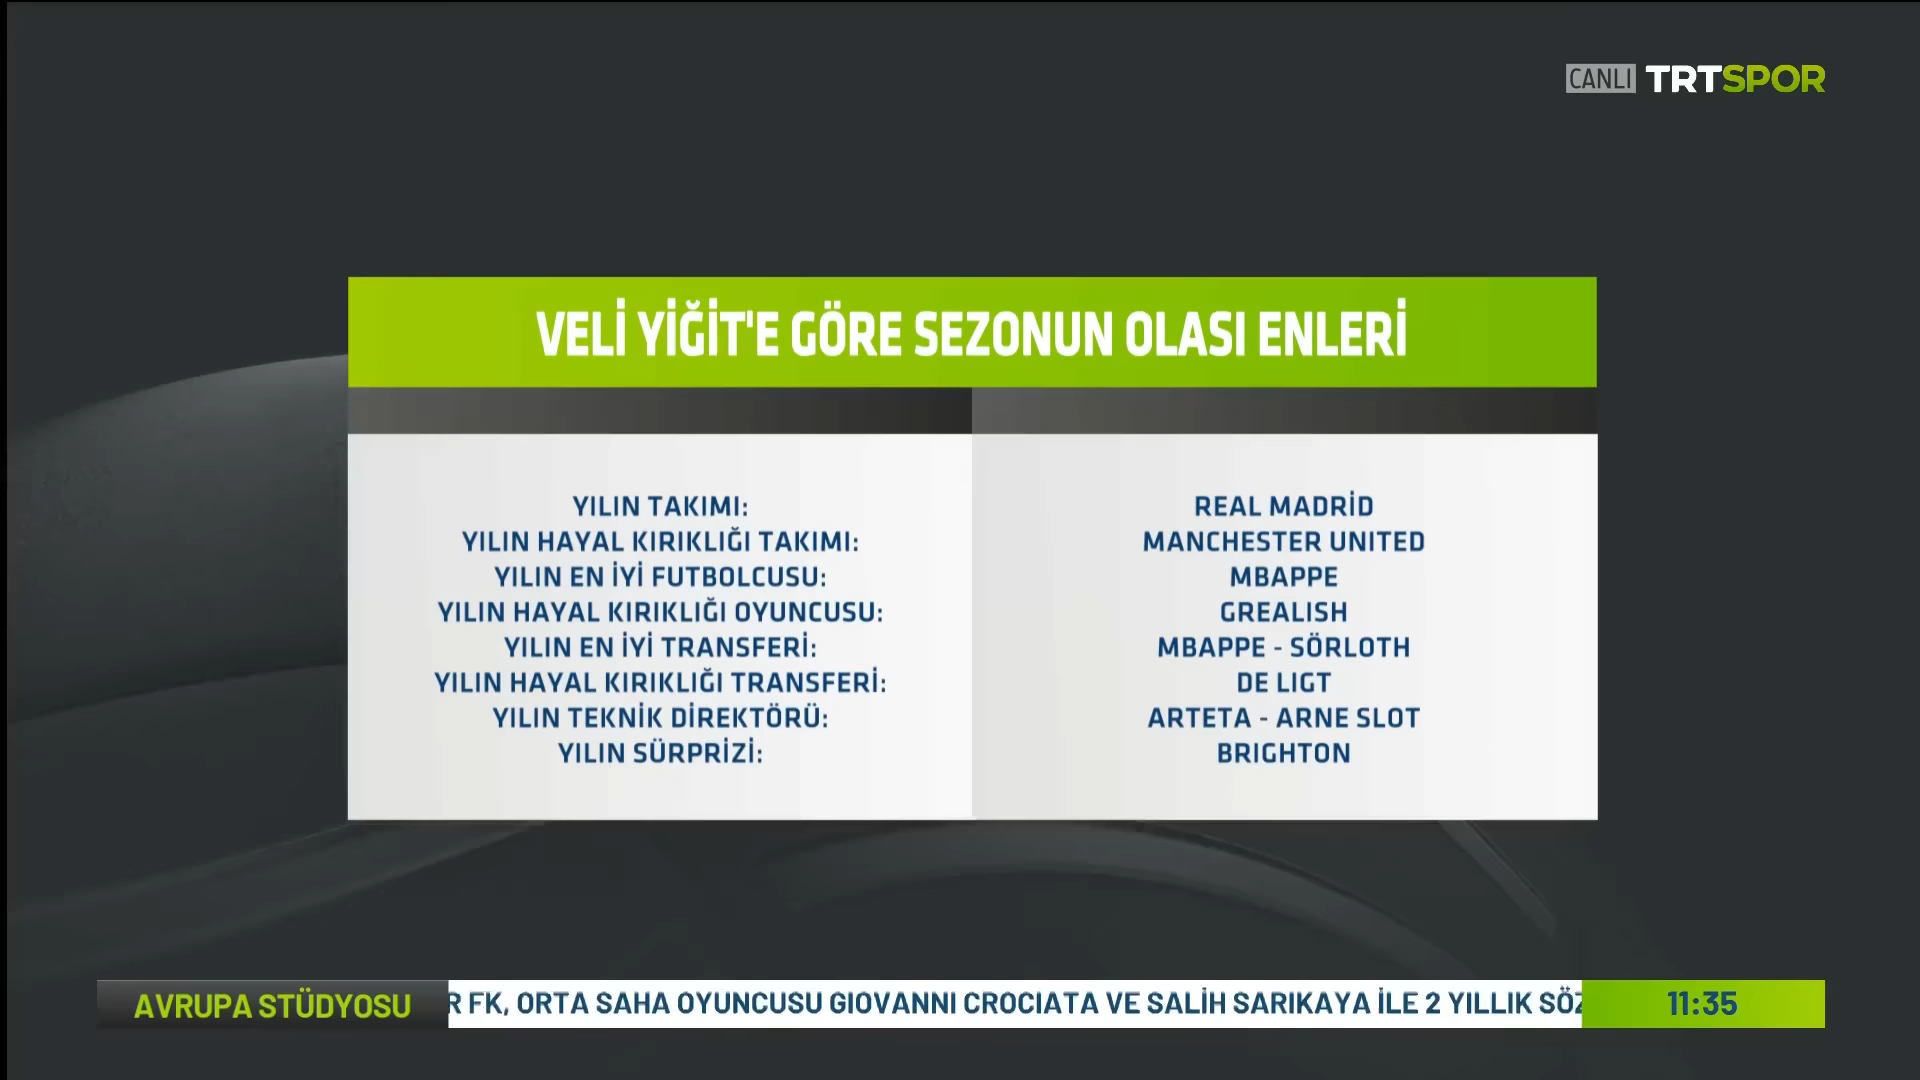 CANLI TRTSPOR
VELİ YİĞİT'E GÖRE SEZONUN OLASI ENLERİ
YILIN TAKIMI: REAL MADRİD
YILIN HAYAL KIRIKLIĞI TAKIMI: MANCHESTER UNITED
YILIN EN İYİ FUTBOLCUSU: MBAPPE
YILIN HAYAL KIRIKLIĞI OYUNCUSU: GREALISH
YILIN EN İYİ TRANSFERİ: MBAPPE - SÖRLOTH
YILIN HAYAL KIRIKLIĞI TRANSFERİ: DE LIGT
YILIN TEKNİK DİREKTÖRÜ: ARTETA - ARNE SLOT
YILIN SÜRPRİZİ: BRIGHTON
AVRUPA STÜDYOSU R FK, ORTA SAHA OYUNCUSU GIOVANNI CROCIATA VE SALİH SARIKAYA İLE 2 YILLIK SÖZ 11:35